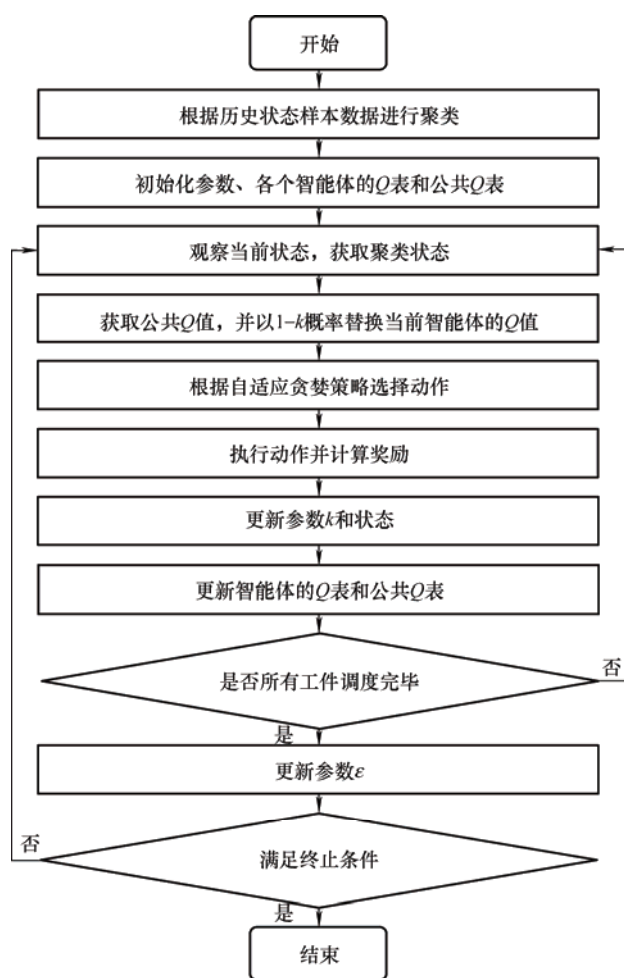 开始
根据历史状态样本数据进行聚类
初始化参数、各个智能体的Q表和公共Q表
观察当前状态，获取聚类状态
获取公共Q值，并以1-k概率替换当前智能体的Q值
根据自适应贪婪策略选择动作
执行动作并计算奖励
更新参数k和状态
更新智能体的Q表和公共Q表
是否所有工件调度完毕
否
是
更新参数ε
否
满足终止条件
是
结束